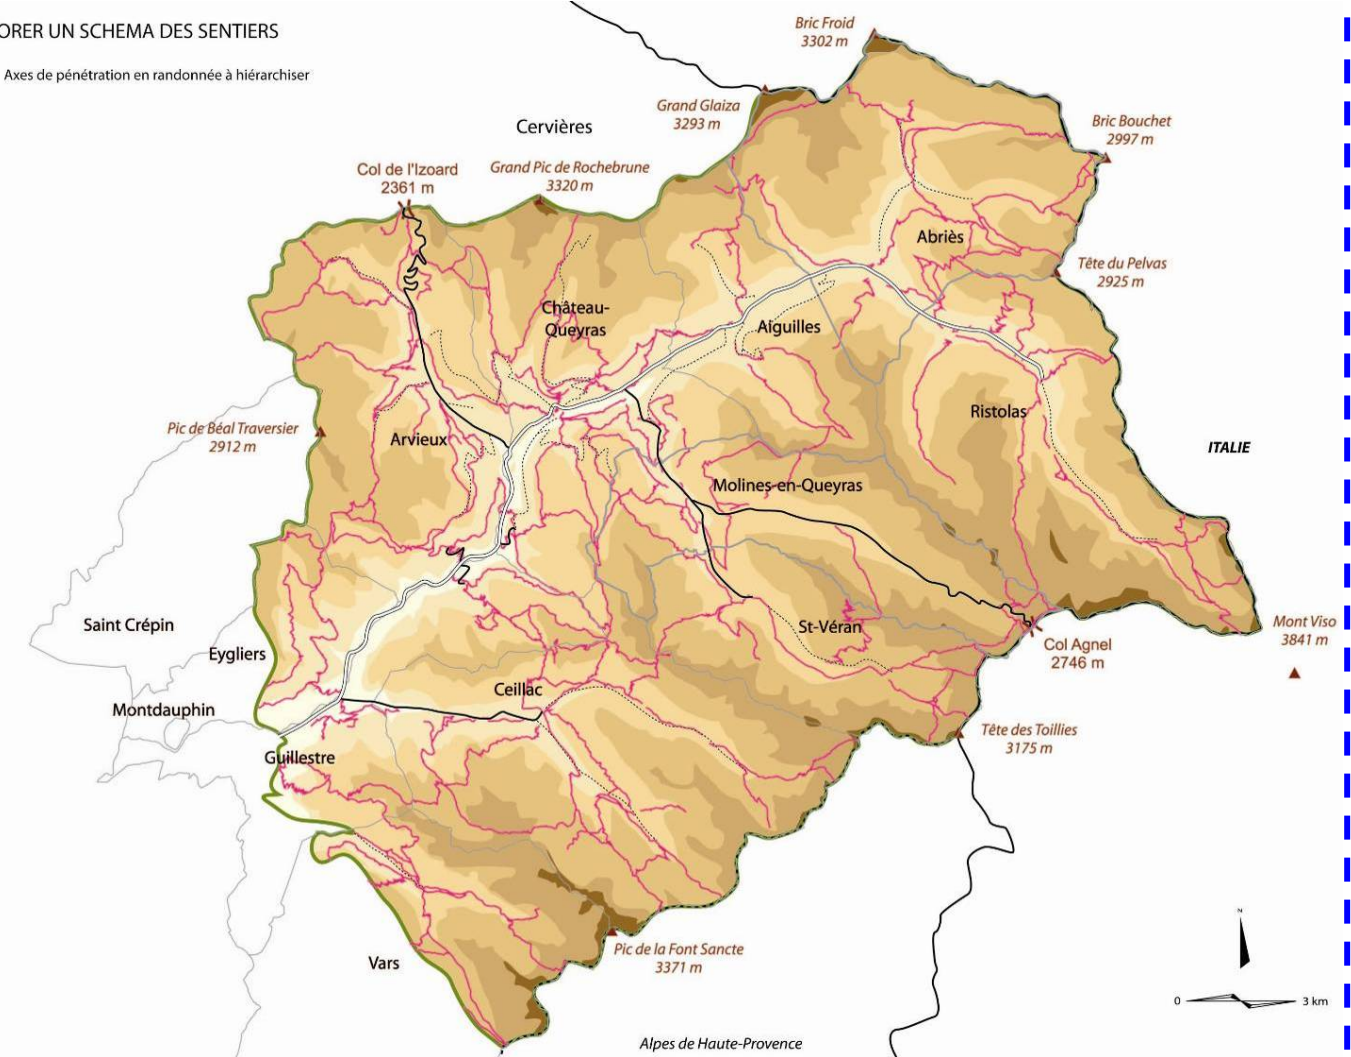 ORER UN SCHEMA DES SENTIERS
Axes de pénétration en randonnée à hiérarchiser
Bric Froid
3302 m
Grand Glaiza
3293 m
Bric Bouchet
2997 m
Cervières
Col de l'Izoard
2361 m
Grand Pic de Rochebrune
3320 m
Abriès
Tête du Pelvas
2925 m
Château-
Queyras
Aiguilles
Ristolas
Pic de Béal Traversier
2912 m
Arvieux
ITALIE
Molines-en-Queyras
Saint Crépin
Eygliers
St-Véran
Mont Viso
3841 m
Col Agnel
2746 m
Ceillac
Montdauphin
Tête des Toillies
3175 m
Guillestre
Pic de la Font Sancte
3371 m
Vars
N
0
3 km
Alpes de Haute-Provence